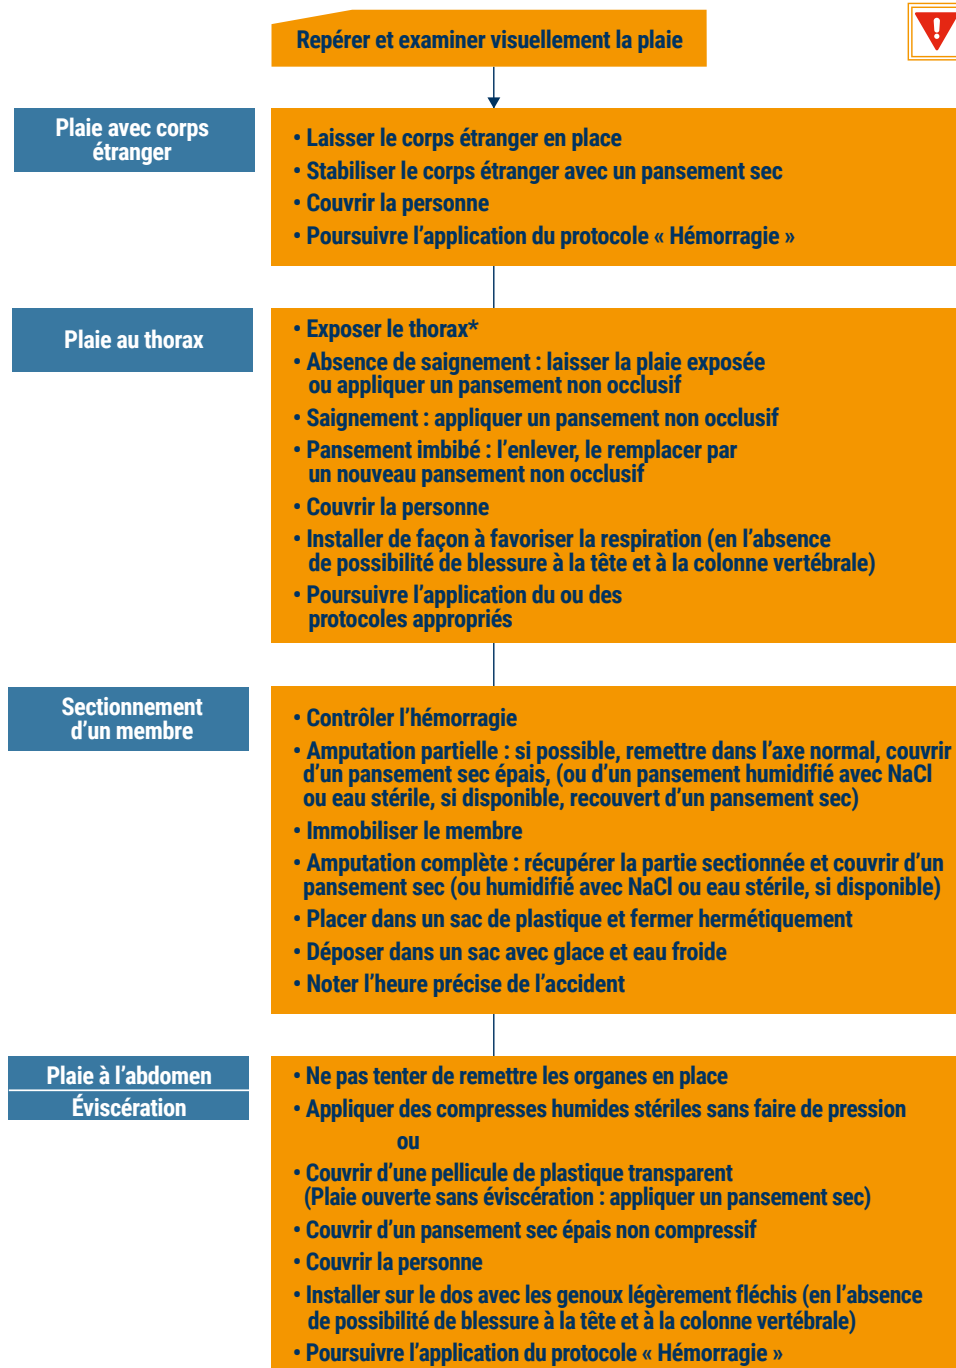 Repérer et examiner visuellement la plaie
!
Plaie avec corps
étranger
• Laisser le corps étranger en place
• Stabiliser le corps étranger avec un pansement sec
• Couvrir la personne
• Poursuivre l’application du protocole « Hémorragie »
Plaie au thorax
• Exposer le thorax*
• Absence de saignement : laisser la plaie exposée
ou appliquer un pansement non occlusif
• Saignement : appliquer un pansement non occlusif
• Pansement imbibé : l’enlever, le remplacer par
un nouveau pansement non occlusif
• Couvrir la personne
• Installer de façon à favoriser la respiration (en l’absence
de possibilité de blessure à la tête et à la colonne vertébrale)
• Poursuivre l’application du ou des
protocoles appropriés
Sectionnement
d’un membre
• Contrôler l’hémorragie
• Amputation partielle : si possible, remettre dans l’axe normal, couvrir
d’un pansement sec épais, (ou d’un pansement humidifié avec NaCl
ou eau stérile, si disponible, recouvert d’un pansement sec)
• Immobiliser le membre
• Amputation complète : récupérer la partie sectionnée et couvrir d’un
pansement sec (ou humidifié avec NaCl ou eau stérile, si disponible)
• Placer dans un sac de plastique et fermer hermétiquement
• Déposer dans un sac avec glace et eau froide
• Noter l’heure précise de l’accident
Plaie à l’abdomen
Éviscération
• Ne pas tenter de remettre les organes en place
• Appliquer des compresses humides stériles sans faire de pression
ou
• Couvrir d’une pellicule de plastique transparent
(Plaie ouverte sans éviscération : appliquer un pansement sec)
• Couvrir d’un pansement sec épais non compressif
• Couvrir la personne
• Installer sur le dos avec les genoux légèrement fléchis (en l’absence
de possibilité de blessure à la tête et à la colonne vertébrale)
• Poursuivre l’application du protocole « Hémorragie »